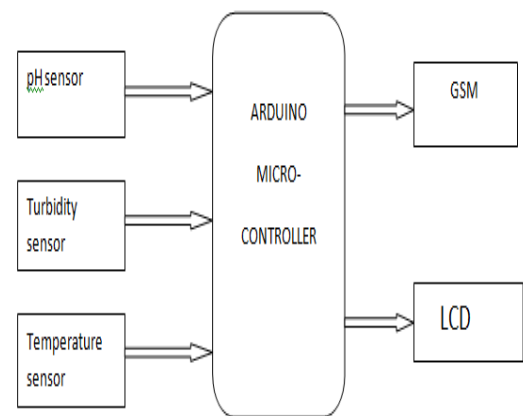 pH sensor
Turbidity
sensor
Temperature
sensor
ARDUINO
MICRO-
CONTROLLER
GSM
LCD